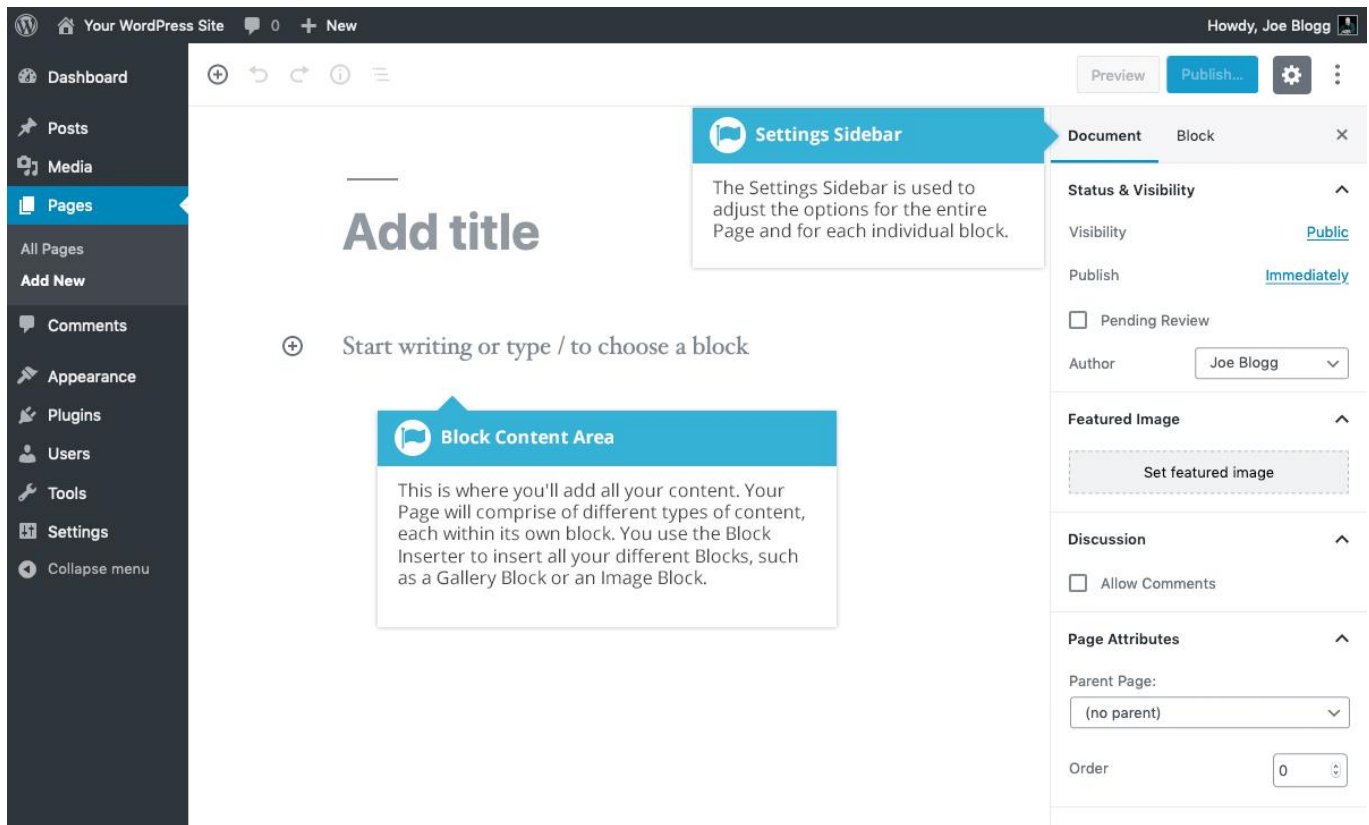 Your WordPress Site 0 New Howdy, Joe Blogg
Dashboard
Posts
Media
Pages
All Pages
Add New
Comments
Appearance
Plugins
Users
Tools
Settings
Collapse menu
Preview Publish...
Add title
Start writing or type / to choose a block
Settings Sidebar
The Settings Sidebar is used to
adjust the options for the entire
Page and for each individual block.
Block Content Area
This is where you'll add all your content. Your
Page will comprise of different types of content,
each within its own block. You use the Block
Inserter to insert all your different Blocks, such
as a Gallery Block or an Image Block.
Document Block
Status & Visibility
Visibility Public
Publish Immediately
Pending Review
Author Joe Blogg
Featured Image
Set featured image
Discussion
Allow Comments
Page Attributes
Parent Page:
(no parent)
Order 0